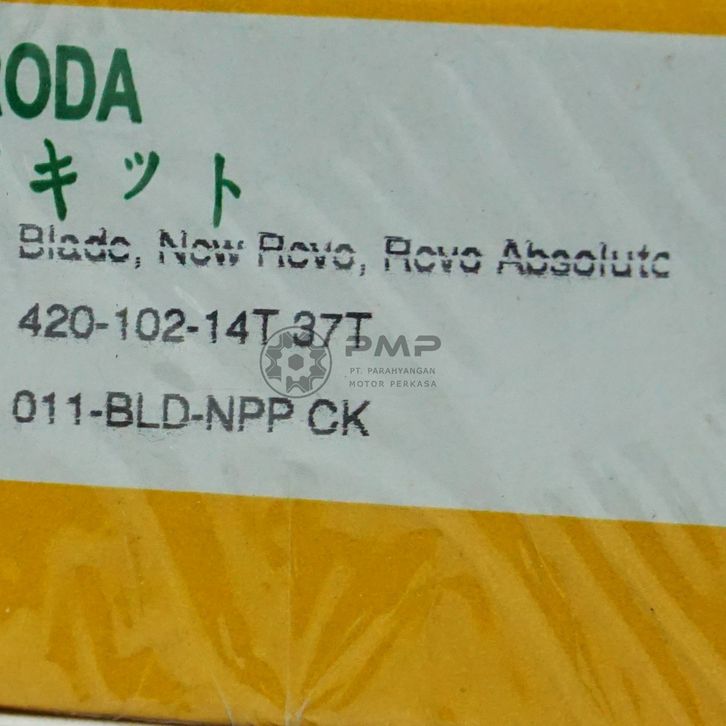 RODA
キット
Blade, New Revo, Revo Absolute
420-102-14T 37T
PMP
PT. PARAHYANGAN
MOTOR PERKASA
011-BLD-NPP CK